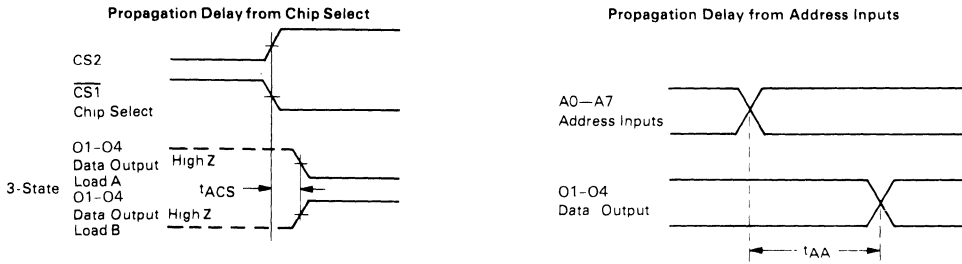 Propagation Delay from Chip Select
CS2
CS1
Chip Select
O1-O4
Data Output High Z
Load A
3-State
tACS
O1-O4
Data Output High Z
Load B
Propagation Delay from Address Inputs
A0—A7
Address Inputs
O1-O4
Data Output
tAA